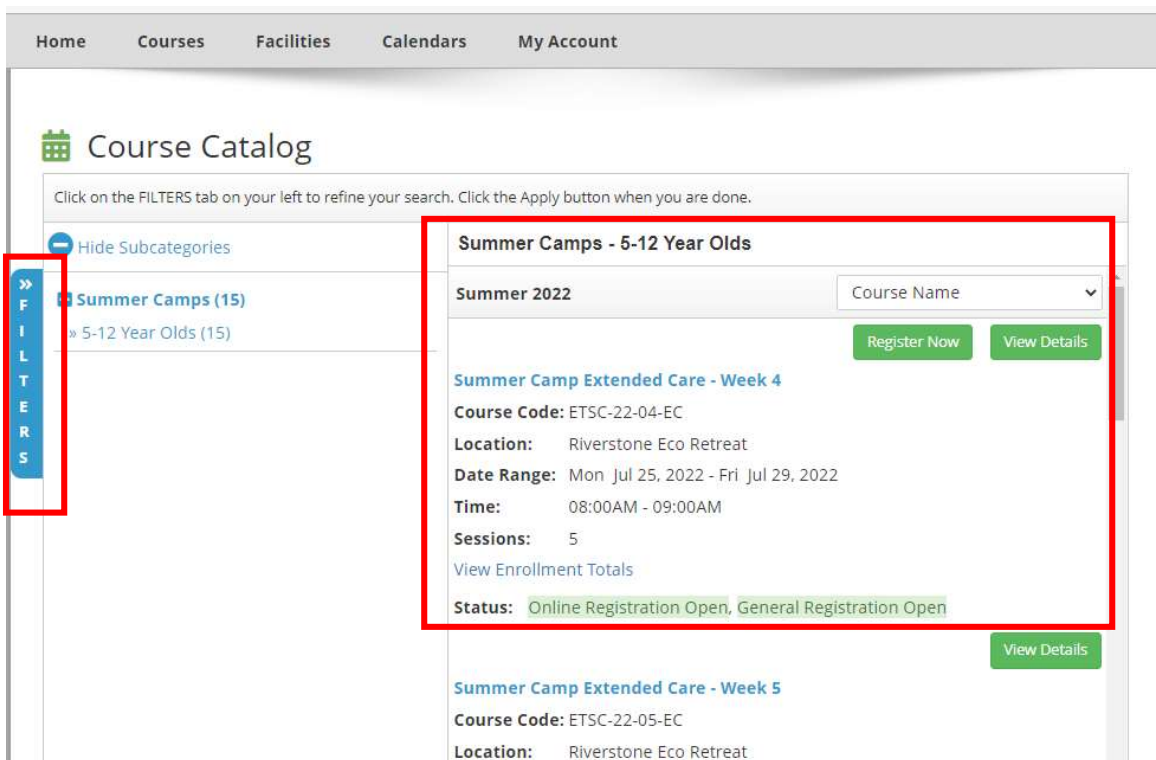 Home Courses Facilities Calendars My Account
Course Catalog
Click on the FILTERS tab on your left to refine your search. Click the Apply button when you are done.
Hide Subcategories
Summer Camps (15)
» 5-12 Year Olds (15)
» FILTERS
Summer Camps - 5-12 Year Olds
Summer 2022 Course Name
Register Now View Details
Summer Camp Extended Care - Week 4
Course Code: ETSC-22-04-EC
Location: Riverstone Eco Retreat
Date Range: Mon Jul 25, 2022 - Fri Jul 29, 2022
Time: 08:00AM - 09:00AM
Sessions: 5
View Enrollment Totals
Status: Online Registration Open, General Registration Open
View Details
Summer Camp Extended Care - Week 5
Course Code: ETSC-22-05-EC
Location: Riverstone Eco Retreat